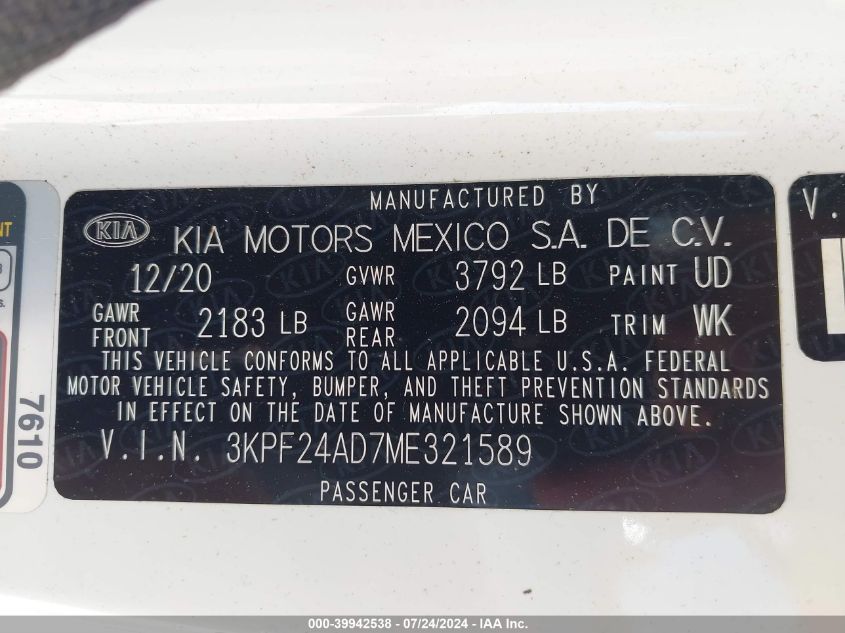 MANUFACTURED BY
KIA KIA MOTORS MEXICO S.A. DE C.V.
12/20 GVWR 3792 LB PAINT UD
GAWR FRONT 2183 LB GAWR REAR 2094 LB TRIM WK
THIS VEHICLE CONFORMS TO ALL APPLICABLE U.S.A. FEDERAL
MOTOR VEHICLE SAFETY, BUMPER, AND THEFT PREVENTION STANDARDS
IN EFFECT ON THE DATE OF MANUFACTURE SHOWN ABOVE.
V.I.N. 3KPF24AD7ME321589
PASSENGER CAR
7610
V.
000-39942538 - 07/24/2024 - IAA Inc.